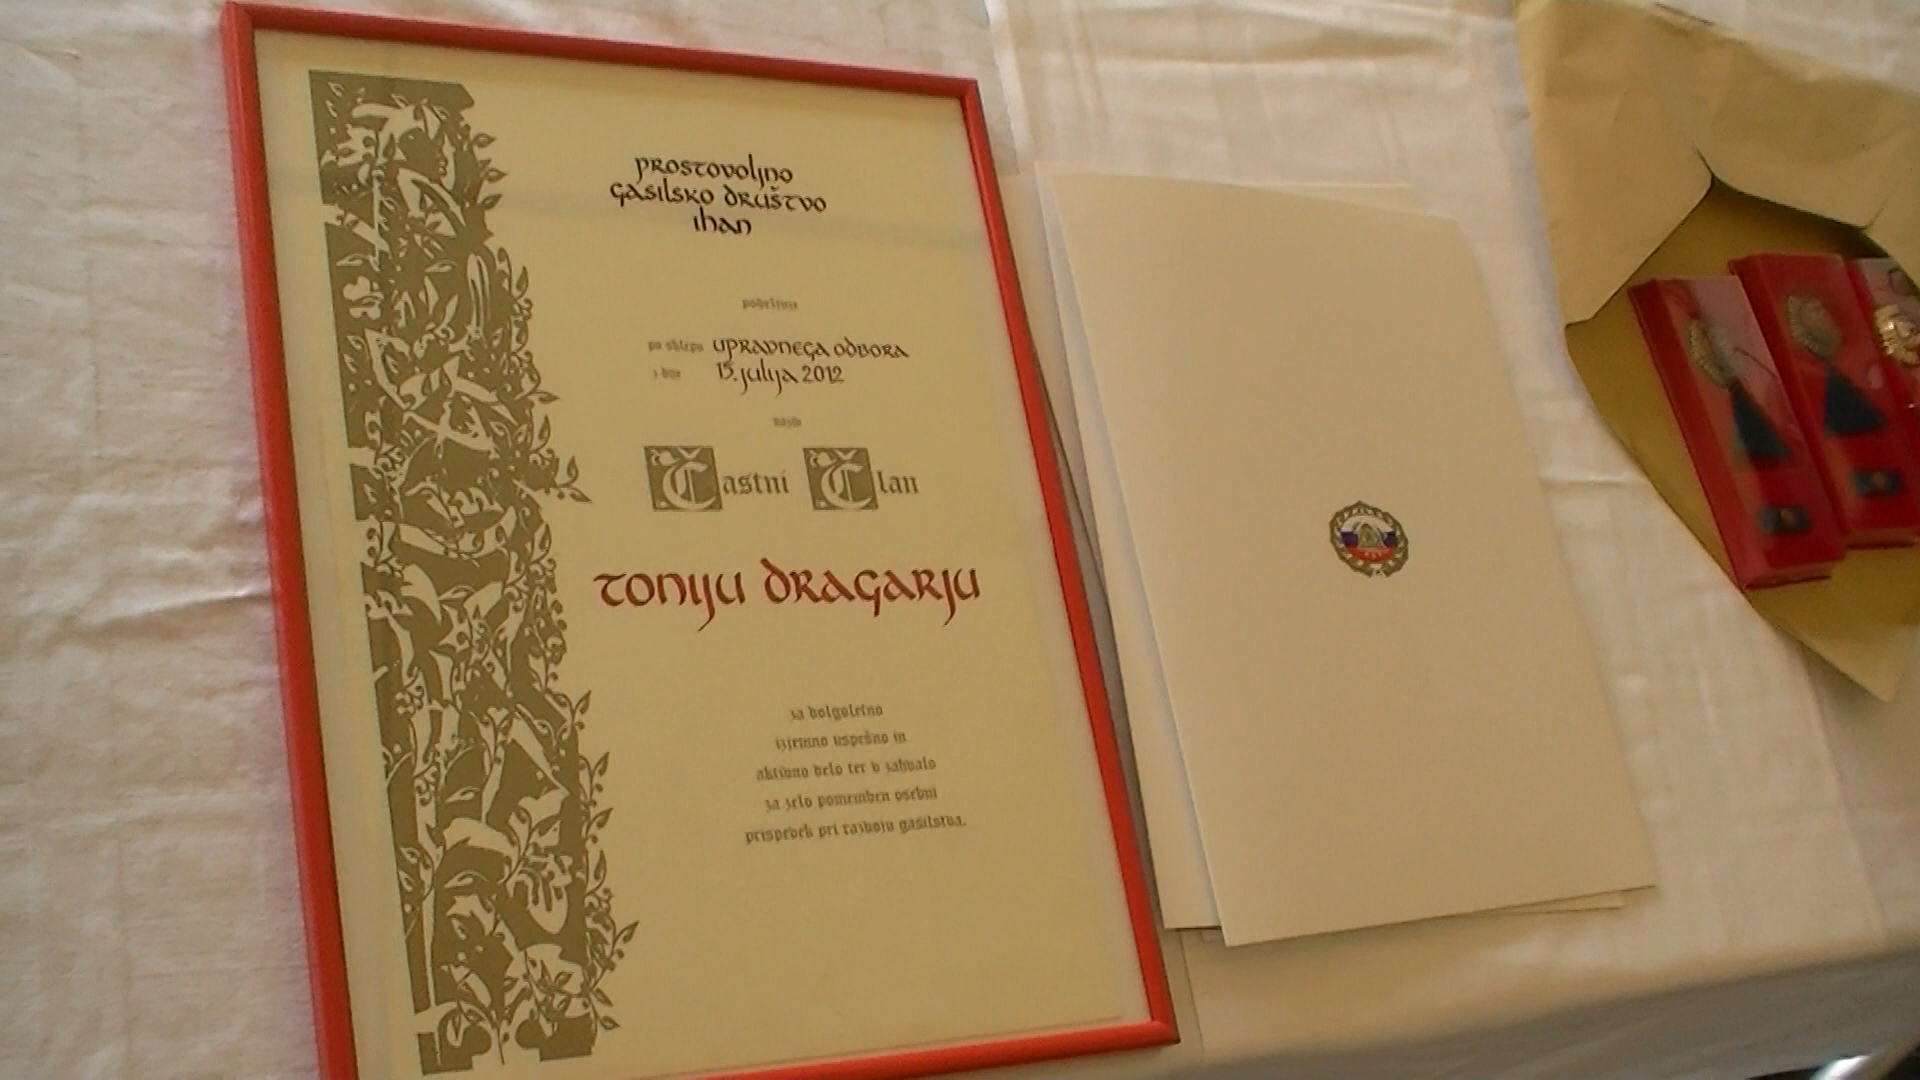 prostovoljno
gasilsko društvo
ihan
podeljuje
po sklepu upravnega odbora
z dne 15. julija 2012
naziv
Častni Član
toniju dragarju
za dolgoletno
izjemno uspešno in
aktivno delo ter v zahvalo
za zelo pomemben osebni
prispevek pri razvoju gasilstva.